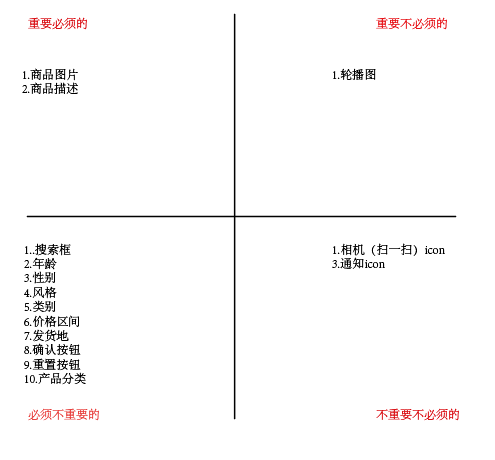 重要必须的
重要不必须的
1.商品图片
2.商品描述
1.轮播图
1..搜索框
2.年龄
3.性别
4.风格
5.类别
6.价格区间
7.发货地
8.确认按钮
9.重置按钮
10.产品分类
1.相机（扫一扫）icon
3.通知icon
必须不重要的
不重要不必须的